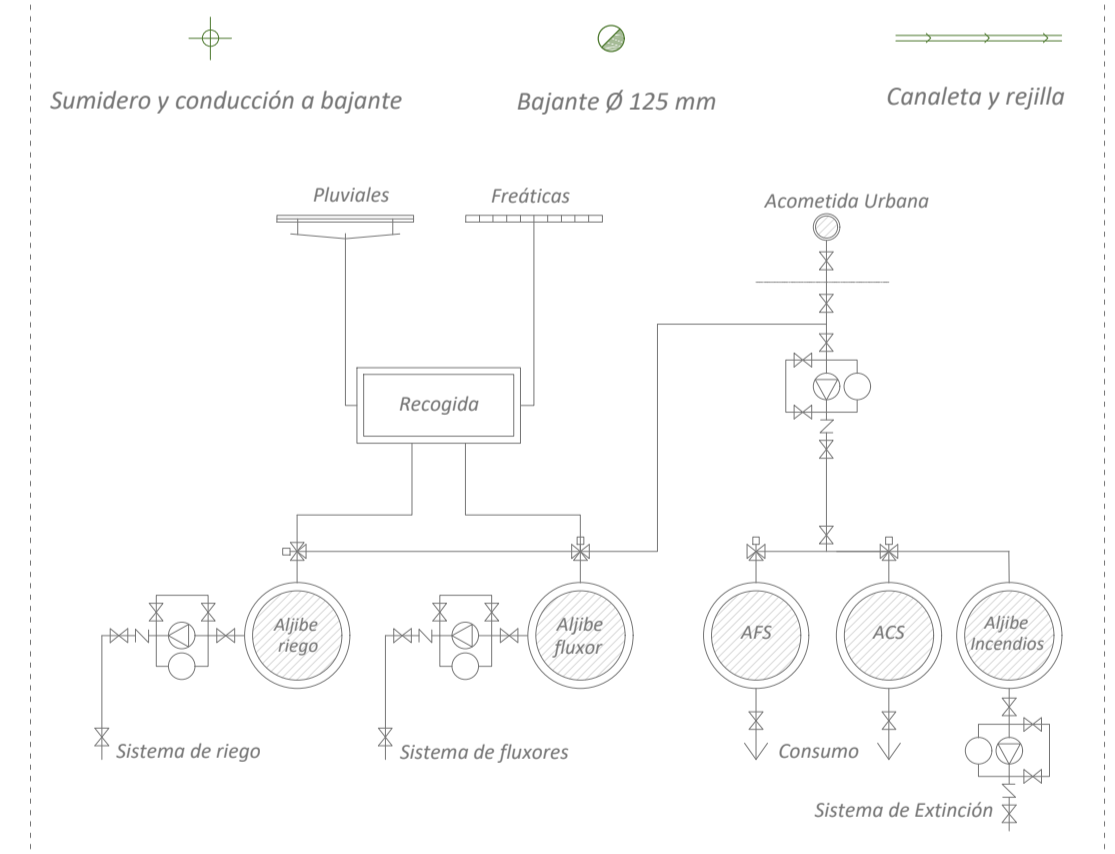 Sumidero y conducción a bajante
Bajante Ø 125 mm
Canaleta y rejilla
Pluviales
Freáticas
Acometida Urbana
Recogida
Aljibe
riego
Aljibe
fluxor
AFS
ACS
Aljibe
Incendios
Sistema de riego
Sistema de fluxores
Consumo
Sistema de Extinción